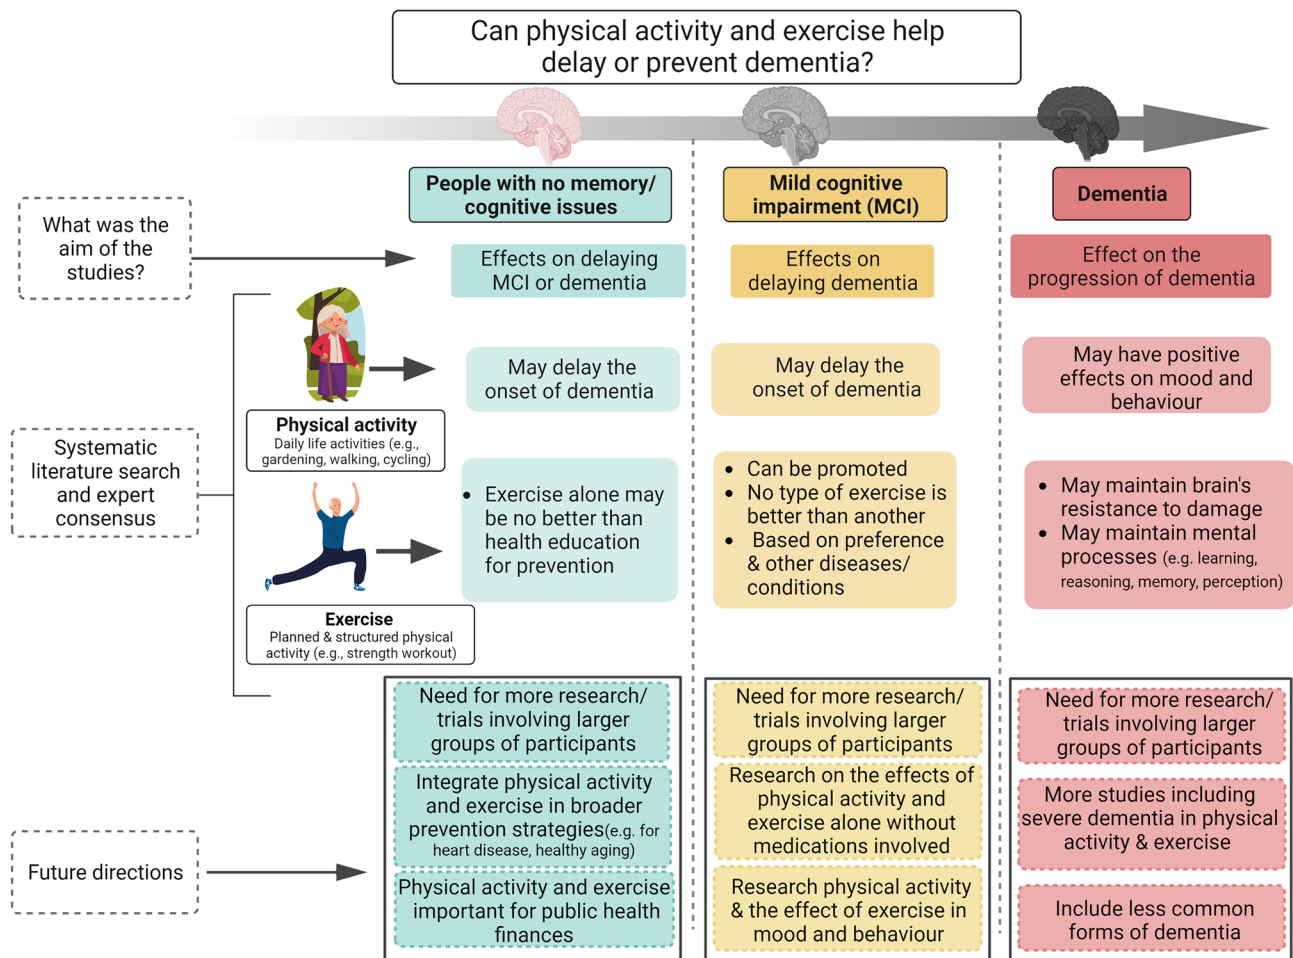 Can physical activity and exercise help
delay or prevent dementia?
People with no memory/
cognitive issues
Mild cognitive
impairment (MCI)
Dementia
What was the
aim of the
studies?
Effects on delaying
MCI or dementia
Effects on
delaying dementia
Effect on the
progression of dementia
Systematic
literature search
and expert
consensus
Physical activity
Daily life activities (e.g.,
gardening, walking, cycling)
May delay the
onset of dementia
May delay the
onset of dementia
May have positive
effects on mood and
behaviour
Exercise
Planned & structured physical
activity (e.g., strength workout)
• Exercise alone may
be no better than
health education
for prevention
• Can be promoted
• No type of exercise is
better than another
• Based on preference
& other diseases/
conditions
• May maintain brain's
resistance to damage
• May maintain mental
processes (e.g. learning,
reasoning, memory, perception)
Future directions
Need for more research/
trials involving larger
groups of participants
Integrate physical activity
and exercise in broader
prevention strategies(e.g. for
heart disease, healthy aging)
Physical activity and exercise
important for public health
finances
Need for more research/
trials involving larger
groups of participants
Research on the effects of
physical activity and
exercise alone without
medications involved
Research physical activity
& the effect of exercise in
mood and behaviour
Need for more research/
trials involving larger
groups of participants
More studies including
severe dementia in physical
activity & exercise
Include less common
forms of dementia